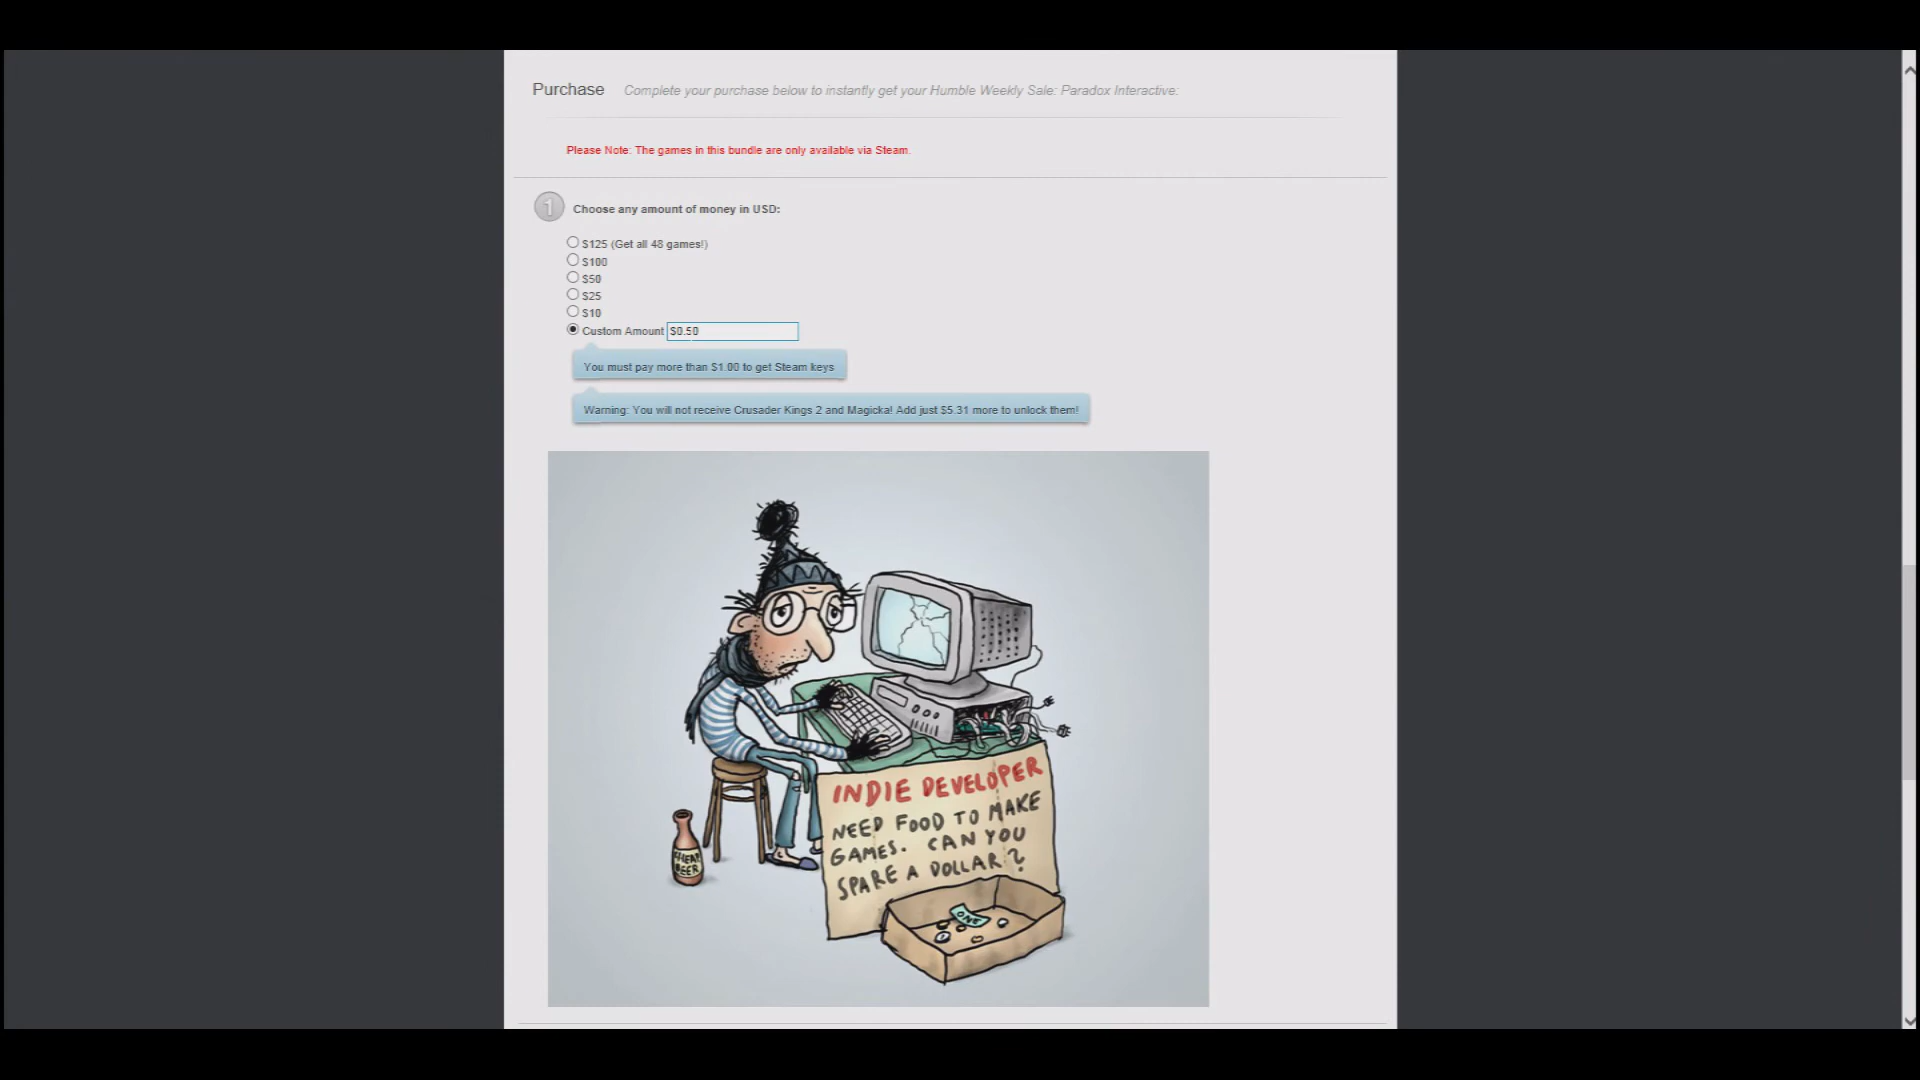 Purchase Complete your purchase below to instantly get your Humble Weekly Sale: Paradox Interactive:
Please Note: The games in this bundle are only available via Steam.
1 Choose any amount of money in USD:
$125 (Get all 48 games!)
$100
$50
$25
$10
Custom Amount $0.50
You must pay more than $1.00 to get Steam keys
Warning: You will not receive Crusader Kings 2 and Magicka! Add just $5.31 more to unlock them!
INDIE DEVELOPER
NEED FOOD TO MAKE
GAMES. CAN YOU
SPARE A DOLLAR?
CHEAP
BEER
ONE